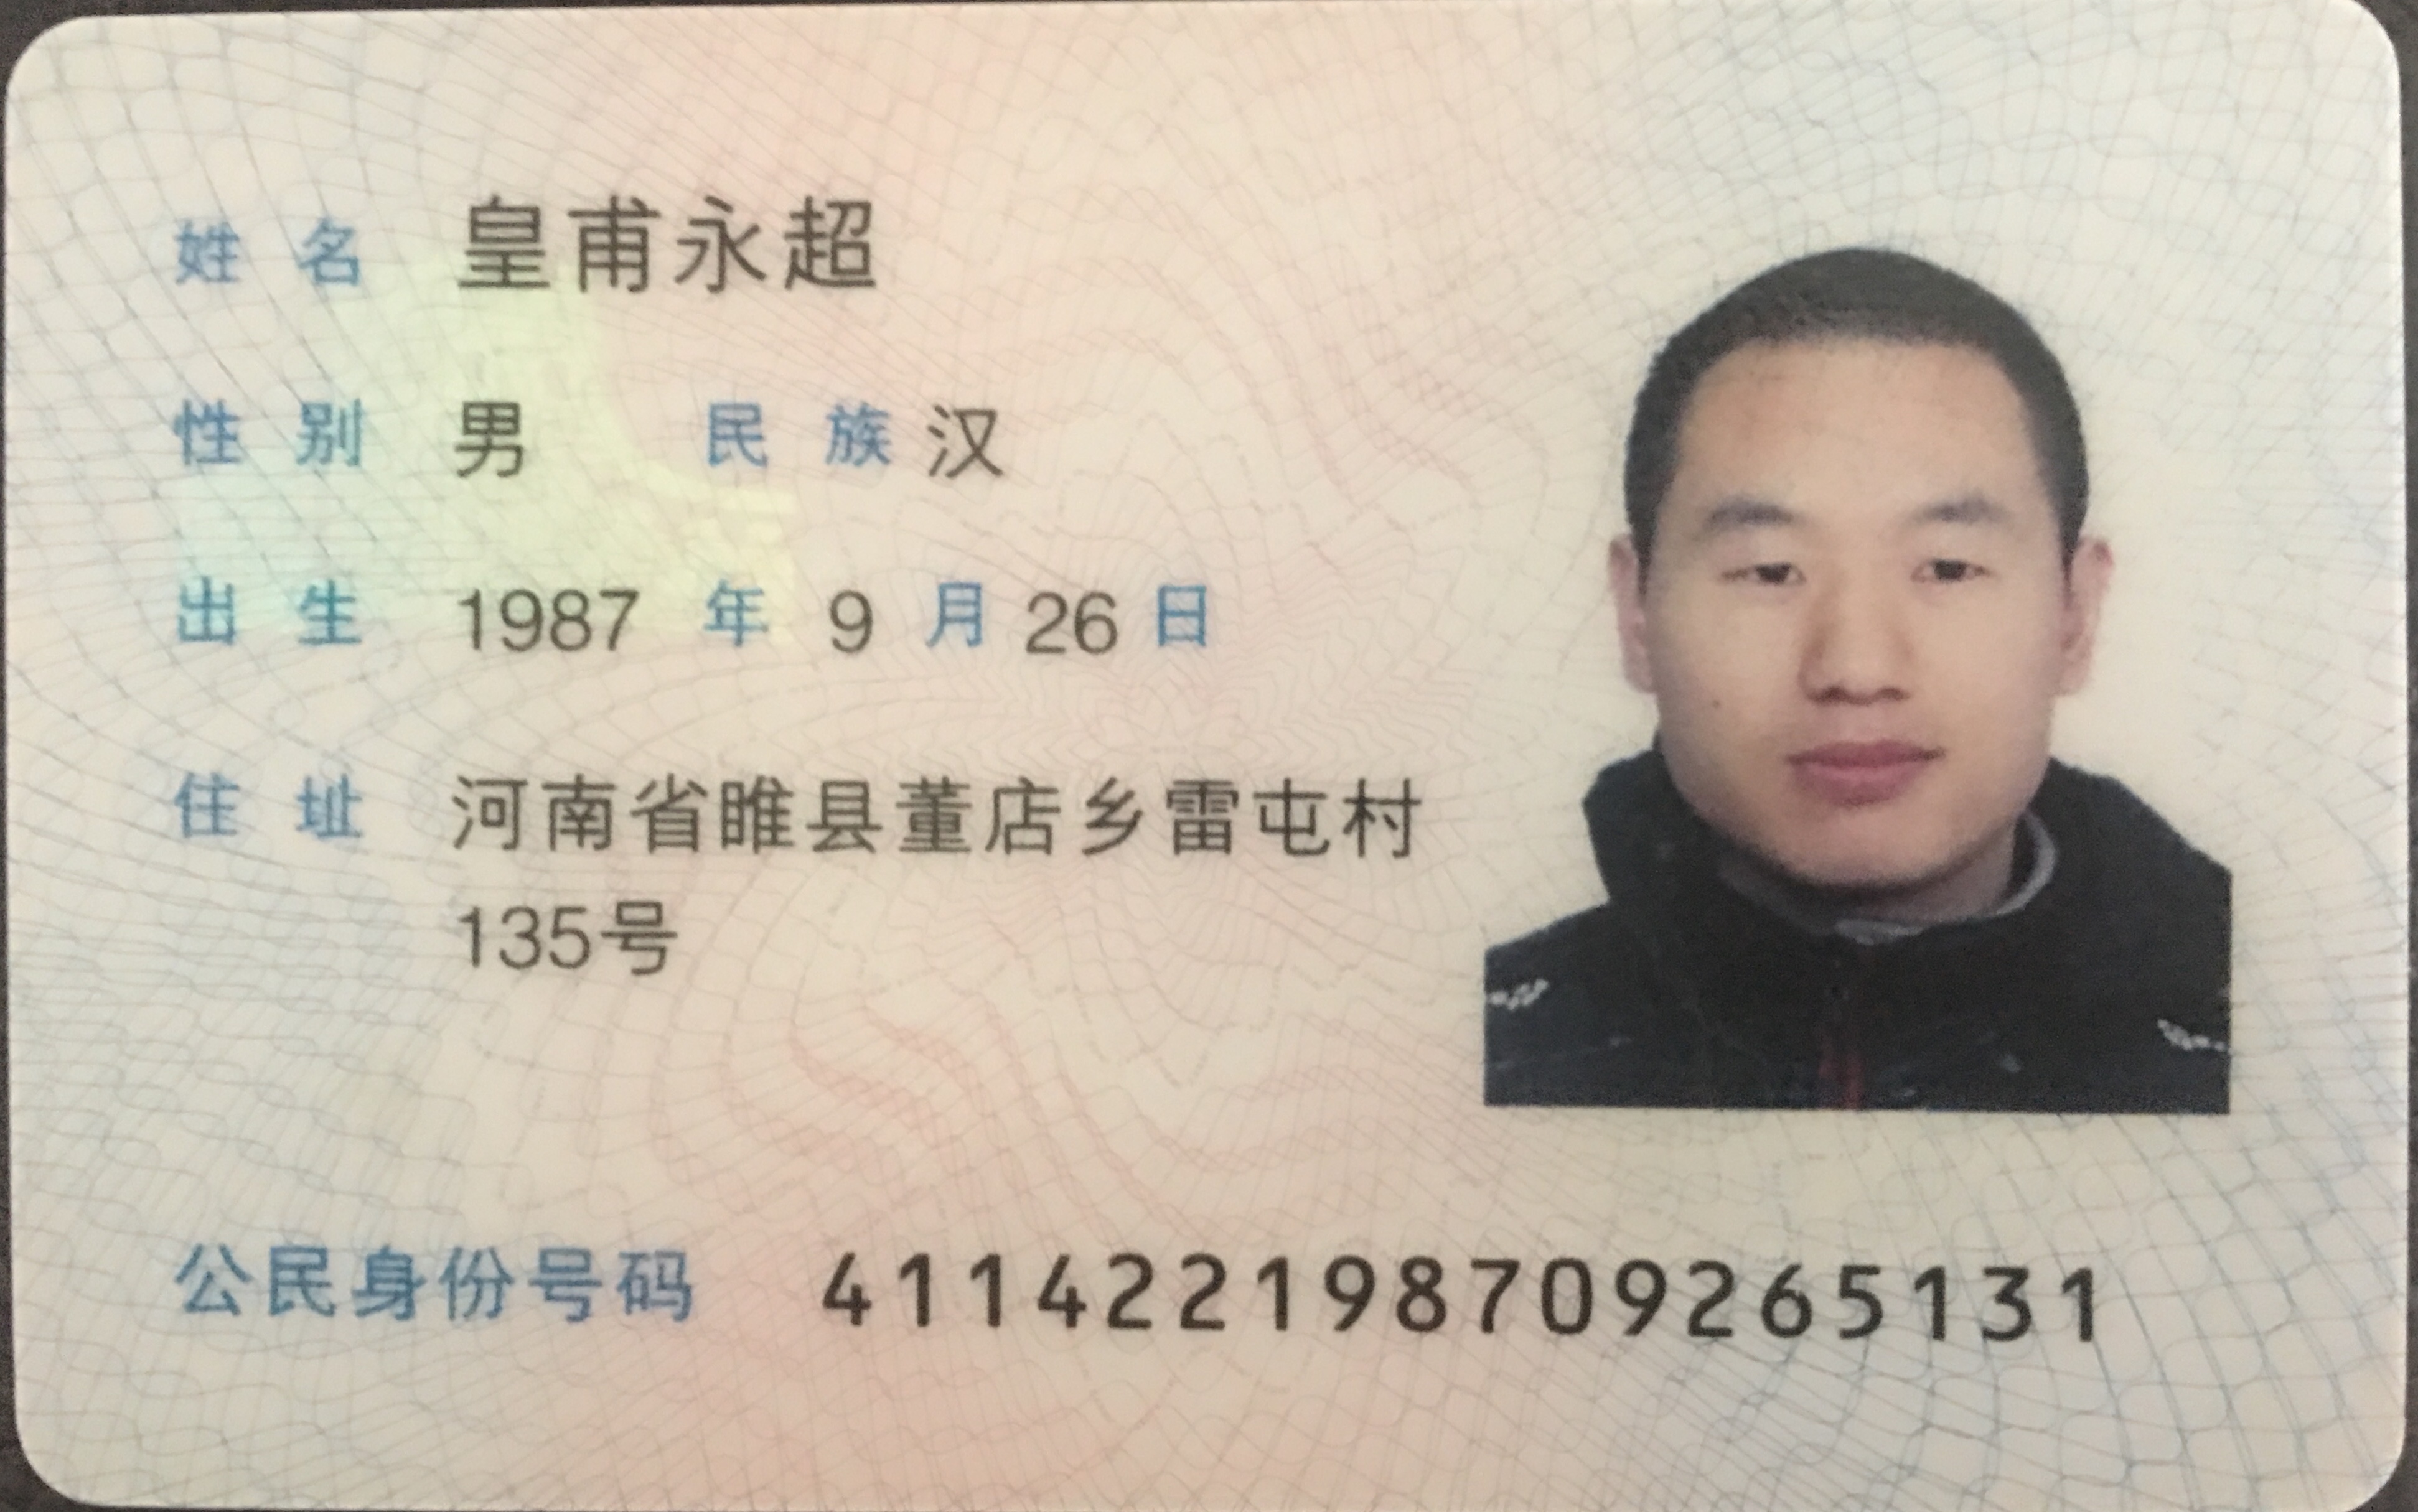 姓名 皇甫永超
性别 男 民族 汉
出生 1987 年 9 月 26 日
住址 河南省睢县董店乡雷屯村
135号
公民身份号码 411422198709265131